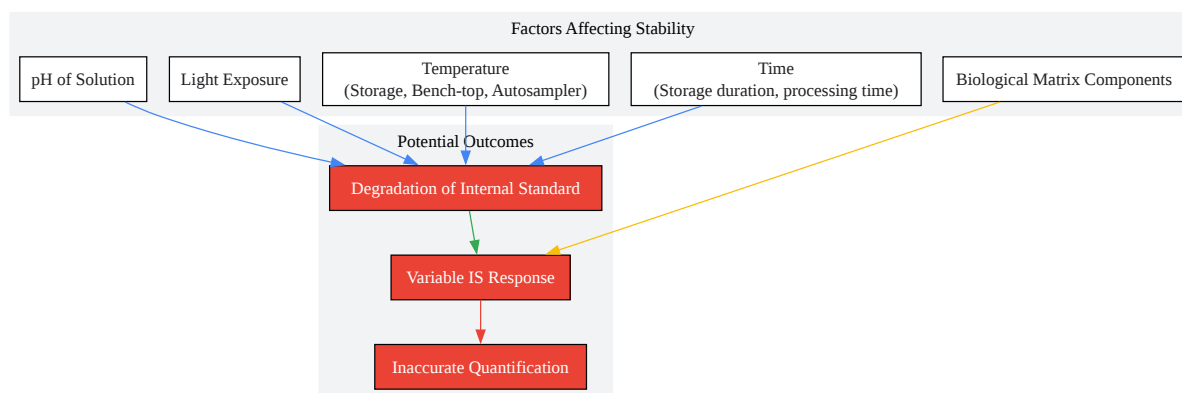 Factors Affecting Stability
pH of Solution
Light Exposure
Temperature
(Storage, Bench-top, Autosampler)
Time
(Storage duration, processing time)
Biological Matrix Components
Potential Outcomes
Degradation of Internal Standard
Variable IS Response
Inaccurate Quantification